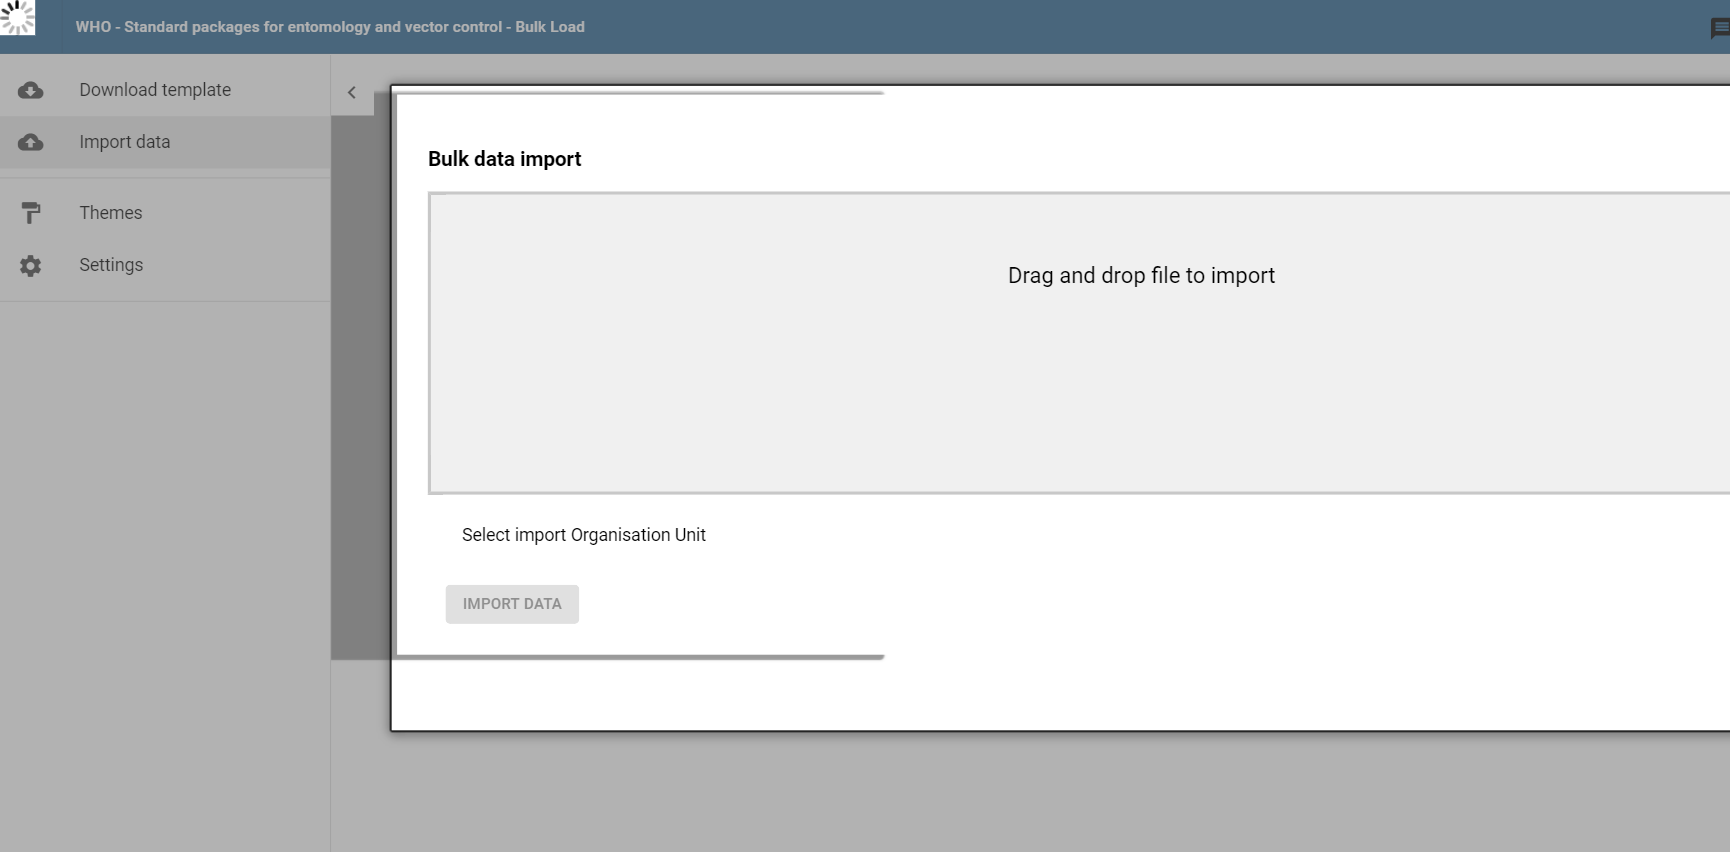 WHO - Standard packages for entomology and vector control - Bulk Load
Download template
Import data
Themes
Settings
Bulk data import
Drag and drop file to import
Select import Organisation Unit
IMPORT DATA